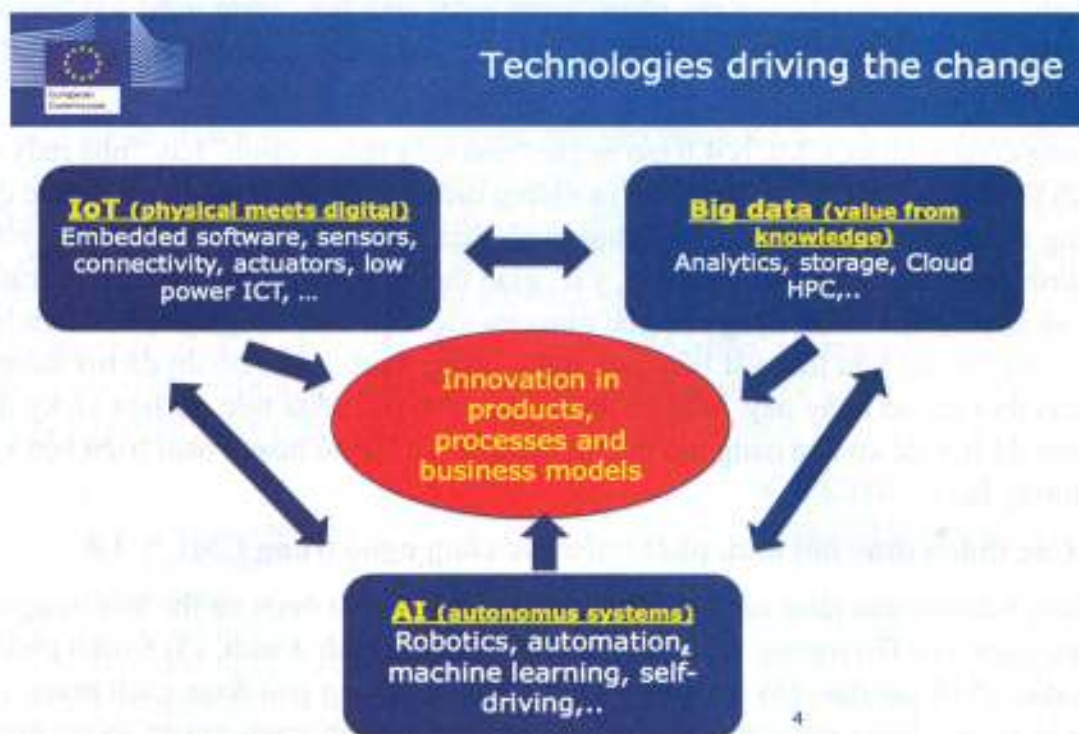 European
Commission
Technologies driving the change
IoT (physical meets digital)
Embedded software, sensors,
connectivity, actuators, low
power ICT, ...
Big data (value from
knowledge)
Analytics, storage, Cloud
HPC,..
Innovation in
products,
processes and
business models
AI (autonomus systems)
Robotics, automation,
machine learning, self-
driving,..
4